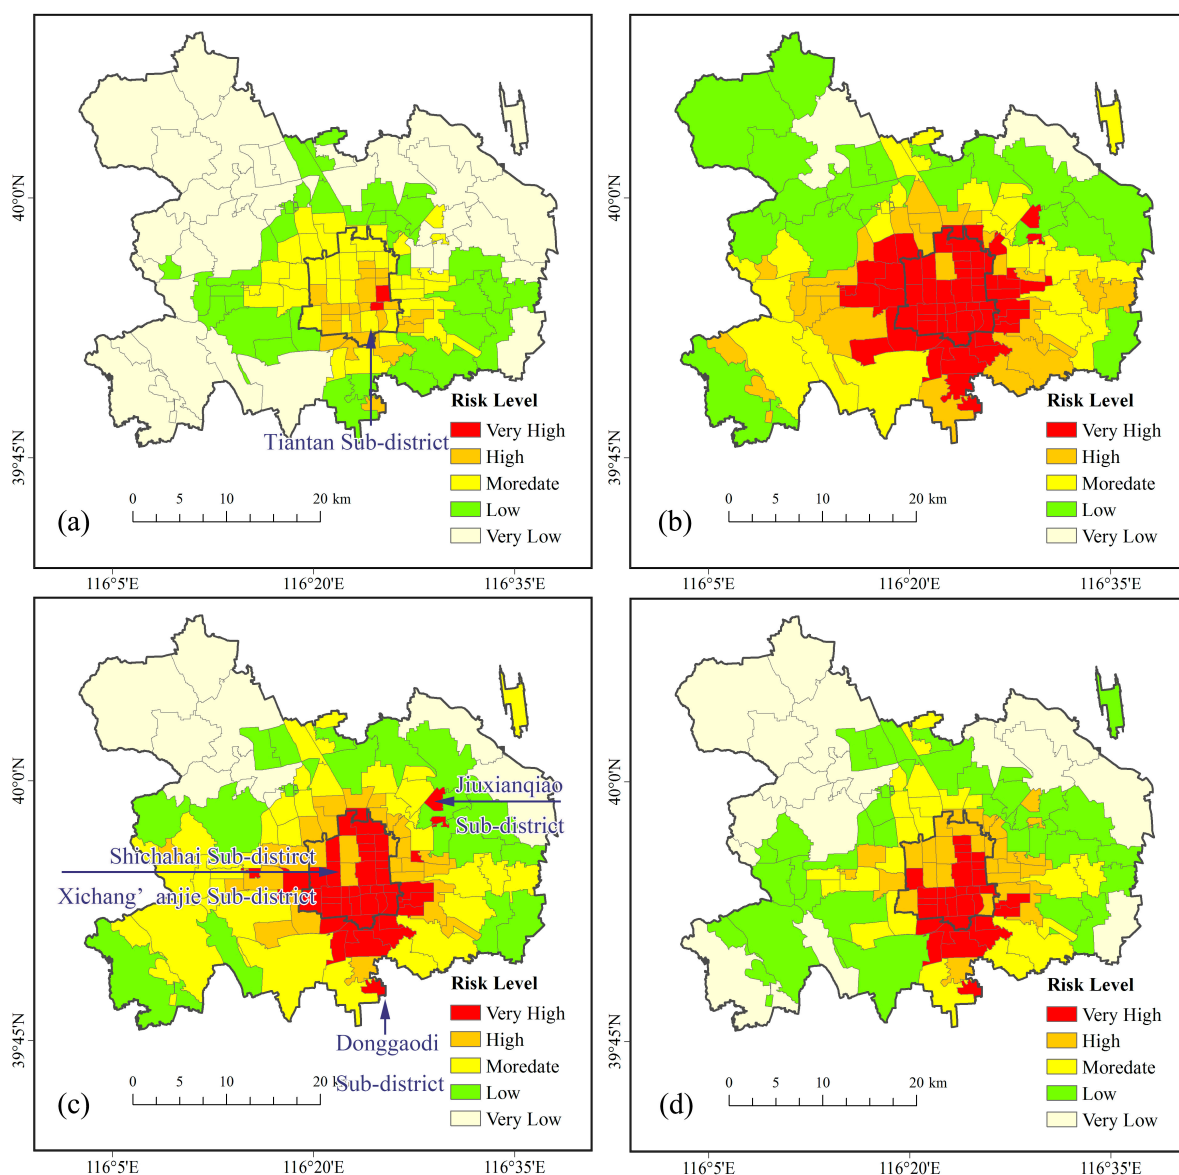 40°0'N
39°45'N
Tiantan Sub-district
Risk Level
Very High
High
Moredate
Low
Very Low
0 5 10 20 km
(a)
116°5'E 116°20'E 116°35'E
40°0'N
39°45'N
Risk Level
Very High
High
Moredate
Low
Very Low
0 5 10 20 km
(b)
116°5'E 116°20'E 116°35'E
40°0'N
39°45'N
Jiuxianqiao
Sub-district
Shichahai Sub-distirct
Xichang’ anjie Sub-district
Donggaodi
Sub-district
Risk Level
Very High
High
Moredate
Low
Very Low
0 5 10 20 km
(c)
116°5'E 116°20'E 116°35'E
40°0'N
39°45'N
Risk Level
Very High
High
Moredate
Low
Very Low
0 5 10 20 km
(d)
116°5'E 116°20'E 116°35'E